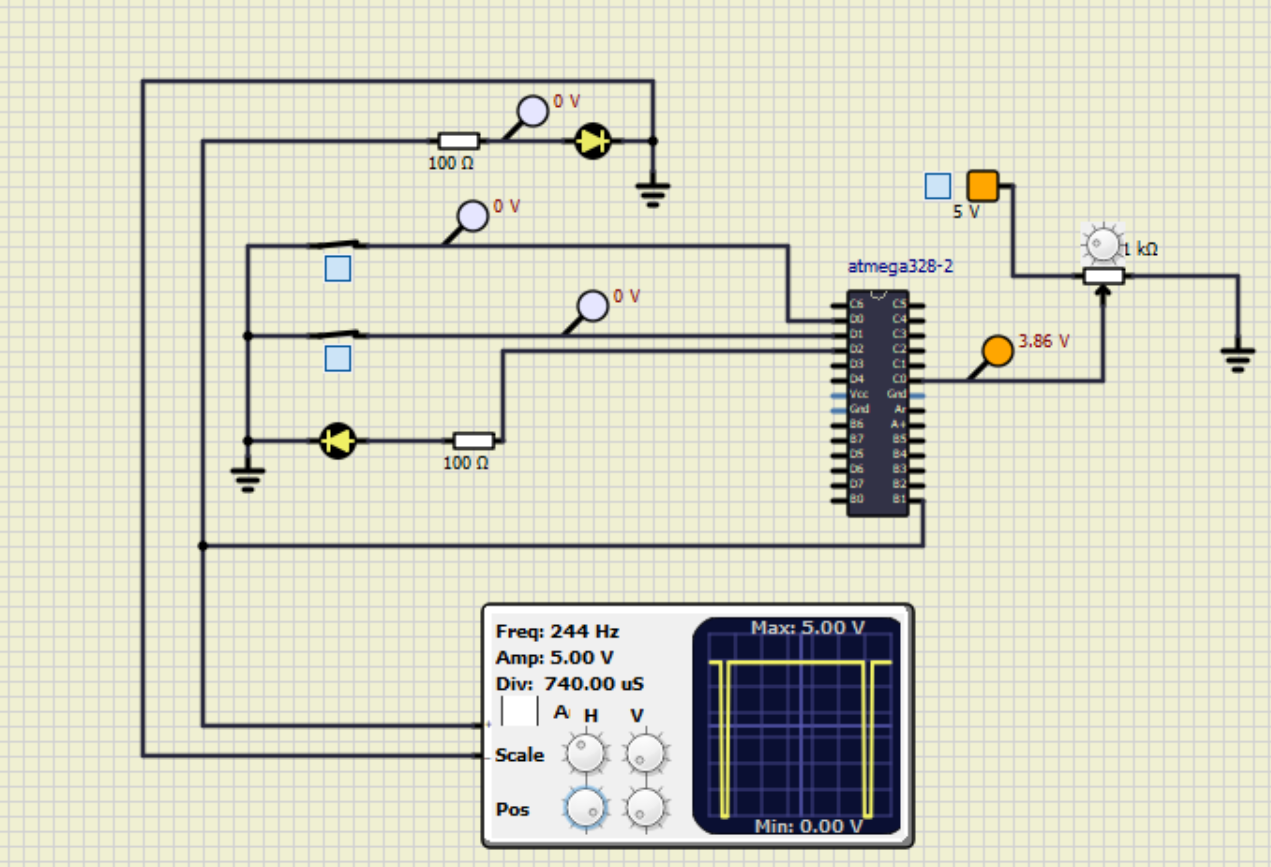 0 V
100 Ω
0 V
5 V
1 kΩ
atmega328-2
0 V
3.86 V
C6 C5
D0 C4
D1 C3
D2 C2
D3 C1
D4 C0
Vcc Gnd
Gnd Ar
B6 A+
B7 B5
D5 B4
D6 B3
D7 B2
B0 B1
100 Ω
Freq: 244 Hz
Amp: 5.00 V
Div: 740.00 uS
H V
Scale
Pos
Max: 5.00 V
Min: 0.00 V